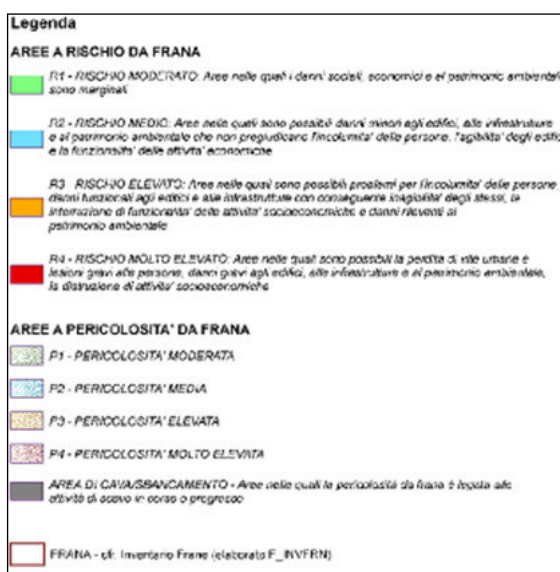 Legenda
AREE A RISCHIO DA FRANA
R1 - RISCHIO MODERATO: Aree nelle quali i danni sociali, economici e al patrimonio ambientale
sono marginali
R2 - RISCHIO MEDIO: Aree nelle quali sono possibili danni minori agli edifici, alle infrastrutture
e al patrimonio ambientale che non pregiudicano l'incolumita' delle persone, l'agibilita' degli edific
e la funzionalita' delle attivita' economiche
R3 - RISCHIO ELEVATO: Aree nelle quali sono possibili problemi per l'incolumita' delle persone,
danni funzionali agli edifici e alle infrastrutture con conseguente inagibilita' degli stessi, la
interruzione di funzionalita' delle attivita' socioeconomiche e danni rilevanti al
patrimonio ambientale
R4 - RISCHIO MOLTO ELEVATO: Aree nelle quali sono possibili la perdita di vite umane e
lesioni gravi alle persone, danni gravi agli edifici, alle infrastrutture e al patrimonio ambientale,
la distruzione di attivita' socioeconomiche
AREE A PERICOLOSITA' DA FRANA
P1 - PERICOLOSITA' MODERATA
P2 - PERICOLOSITA' MEDIA
P3 - PERICOLOSITA' ELEVATA
P4 - PERICOLOSITA' MOLTO ELEVATA
AREA DI CAVA/SBANCAMENTO - Aree nelle quali la pericolosita da frana è legata alle
attività di scavo in corso o pregresso
FRANA - cfr. Inventario Frane (elaborato F_INVFRN)